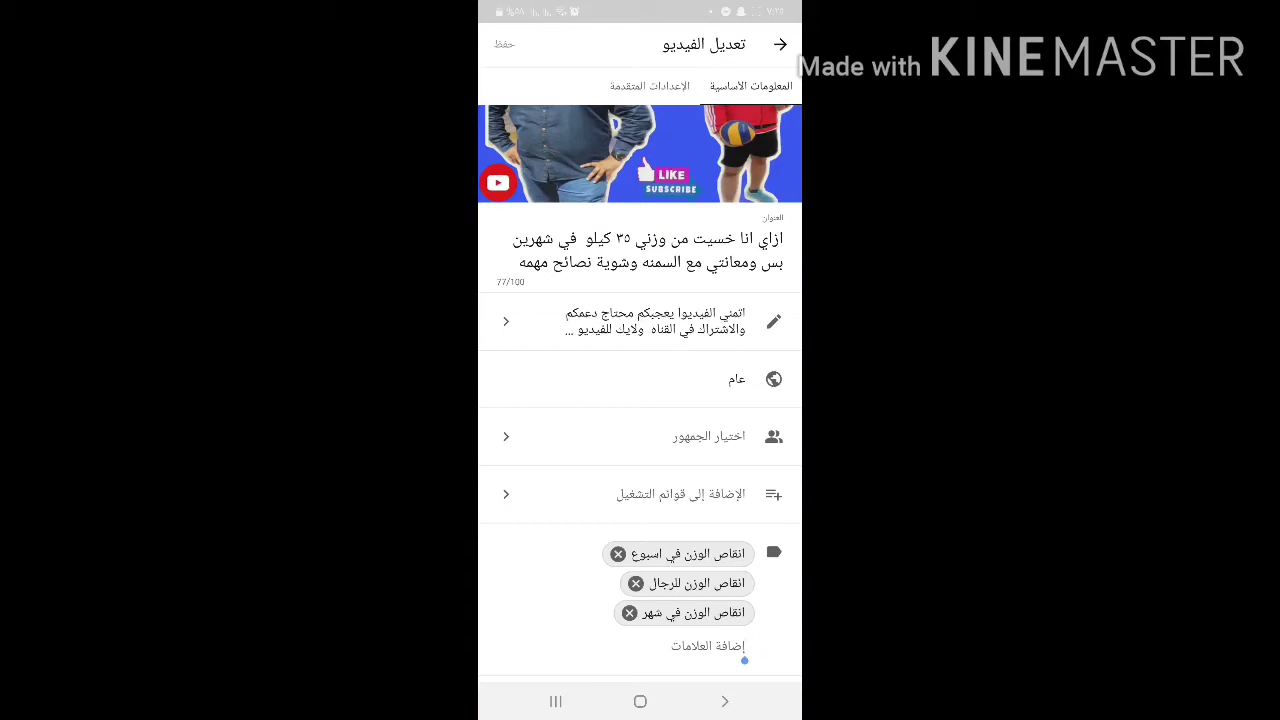 ٧:٢٥
٥٨%
تعديل الفيديو
حفظ
Made with KINEMASTER
المعلومات الأساسية
الإعدادات المتقدمة
LIKE
SUBSCRIBE
العنوان
ازاي انا خسيت من وزني ٣٥ كيلو في شهرين
بس ومعانتي مع السمنه وشوية نصائح مهمه
77/100
اتمني الفيديوا يعجبكم محتاج دعمكم
والاشتراك في القناه ولايك للفيديو ...
عام
اختيار الجمهور
الإضافة إلى قوائم التشغيل
انقاص الوزن في اسبوع
انقاص الوزن للرجال
انقاص الوزن في شهر
إضافة العلامات